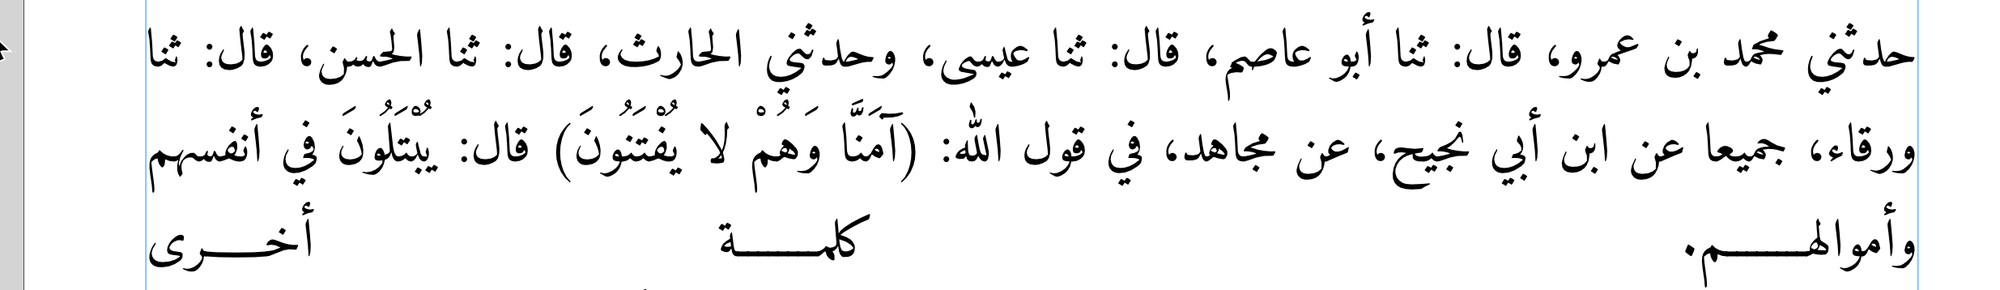 حدثني محمد بن عمرو، قال: ثنا أبو عاصم، قال: ثنا عيسى، وحدثني الحارث، قال: ثنا الحسن، قال: ثنا
ورقاء، جميعا عن ابن أبي نجيح، عن مجاهد، في قول الله: (آمَنَّا وَهُمْ لا يُفْتَنُونَ) قال: يُبْتَلُونَ في أنفسهم
وأموالهـــــم. كلمـــــة أخـــــرى